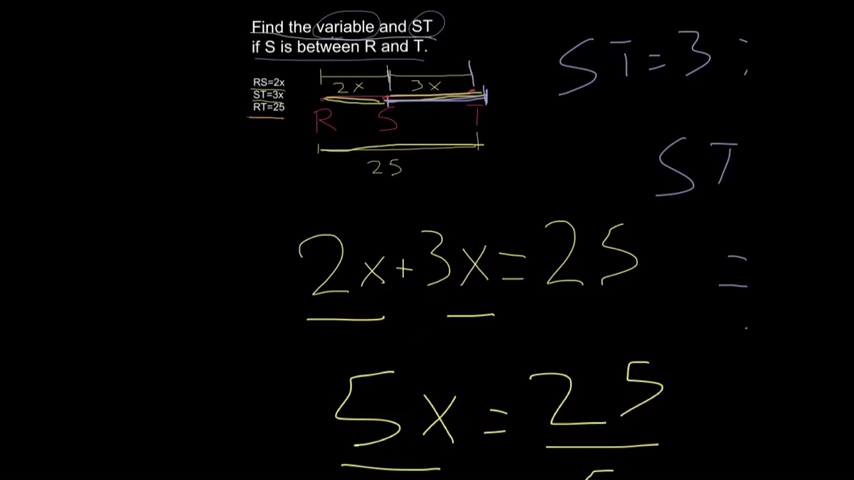 Find the variable and ST
if S is between R and T.
RS=2x
ST=3x
RT=25
2x 3x
R S T
25
ST=3
ST
=
2x+3x=25
5x=25